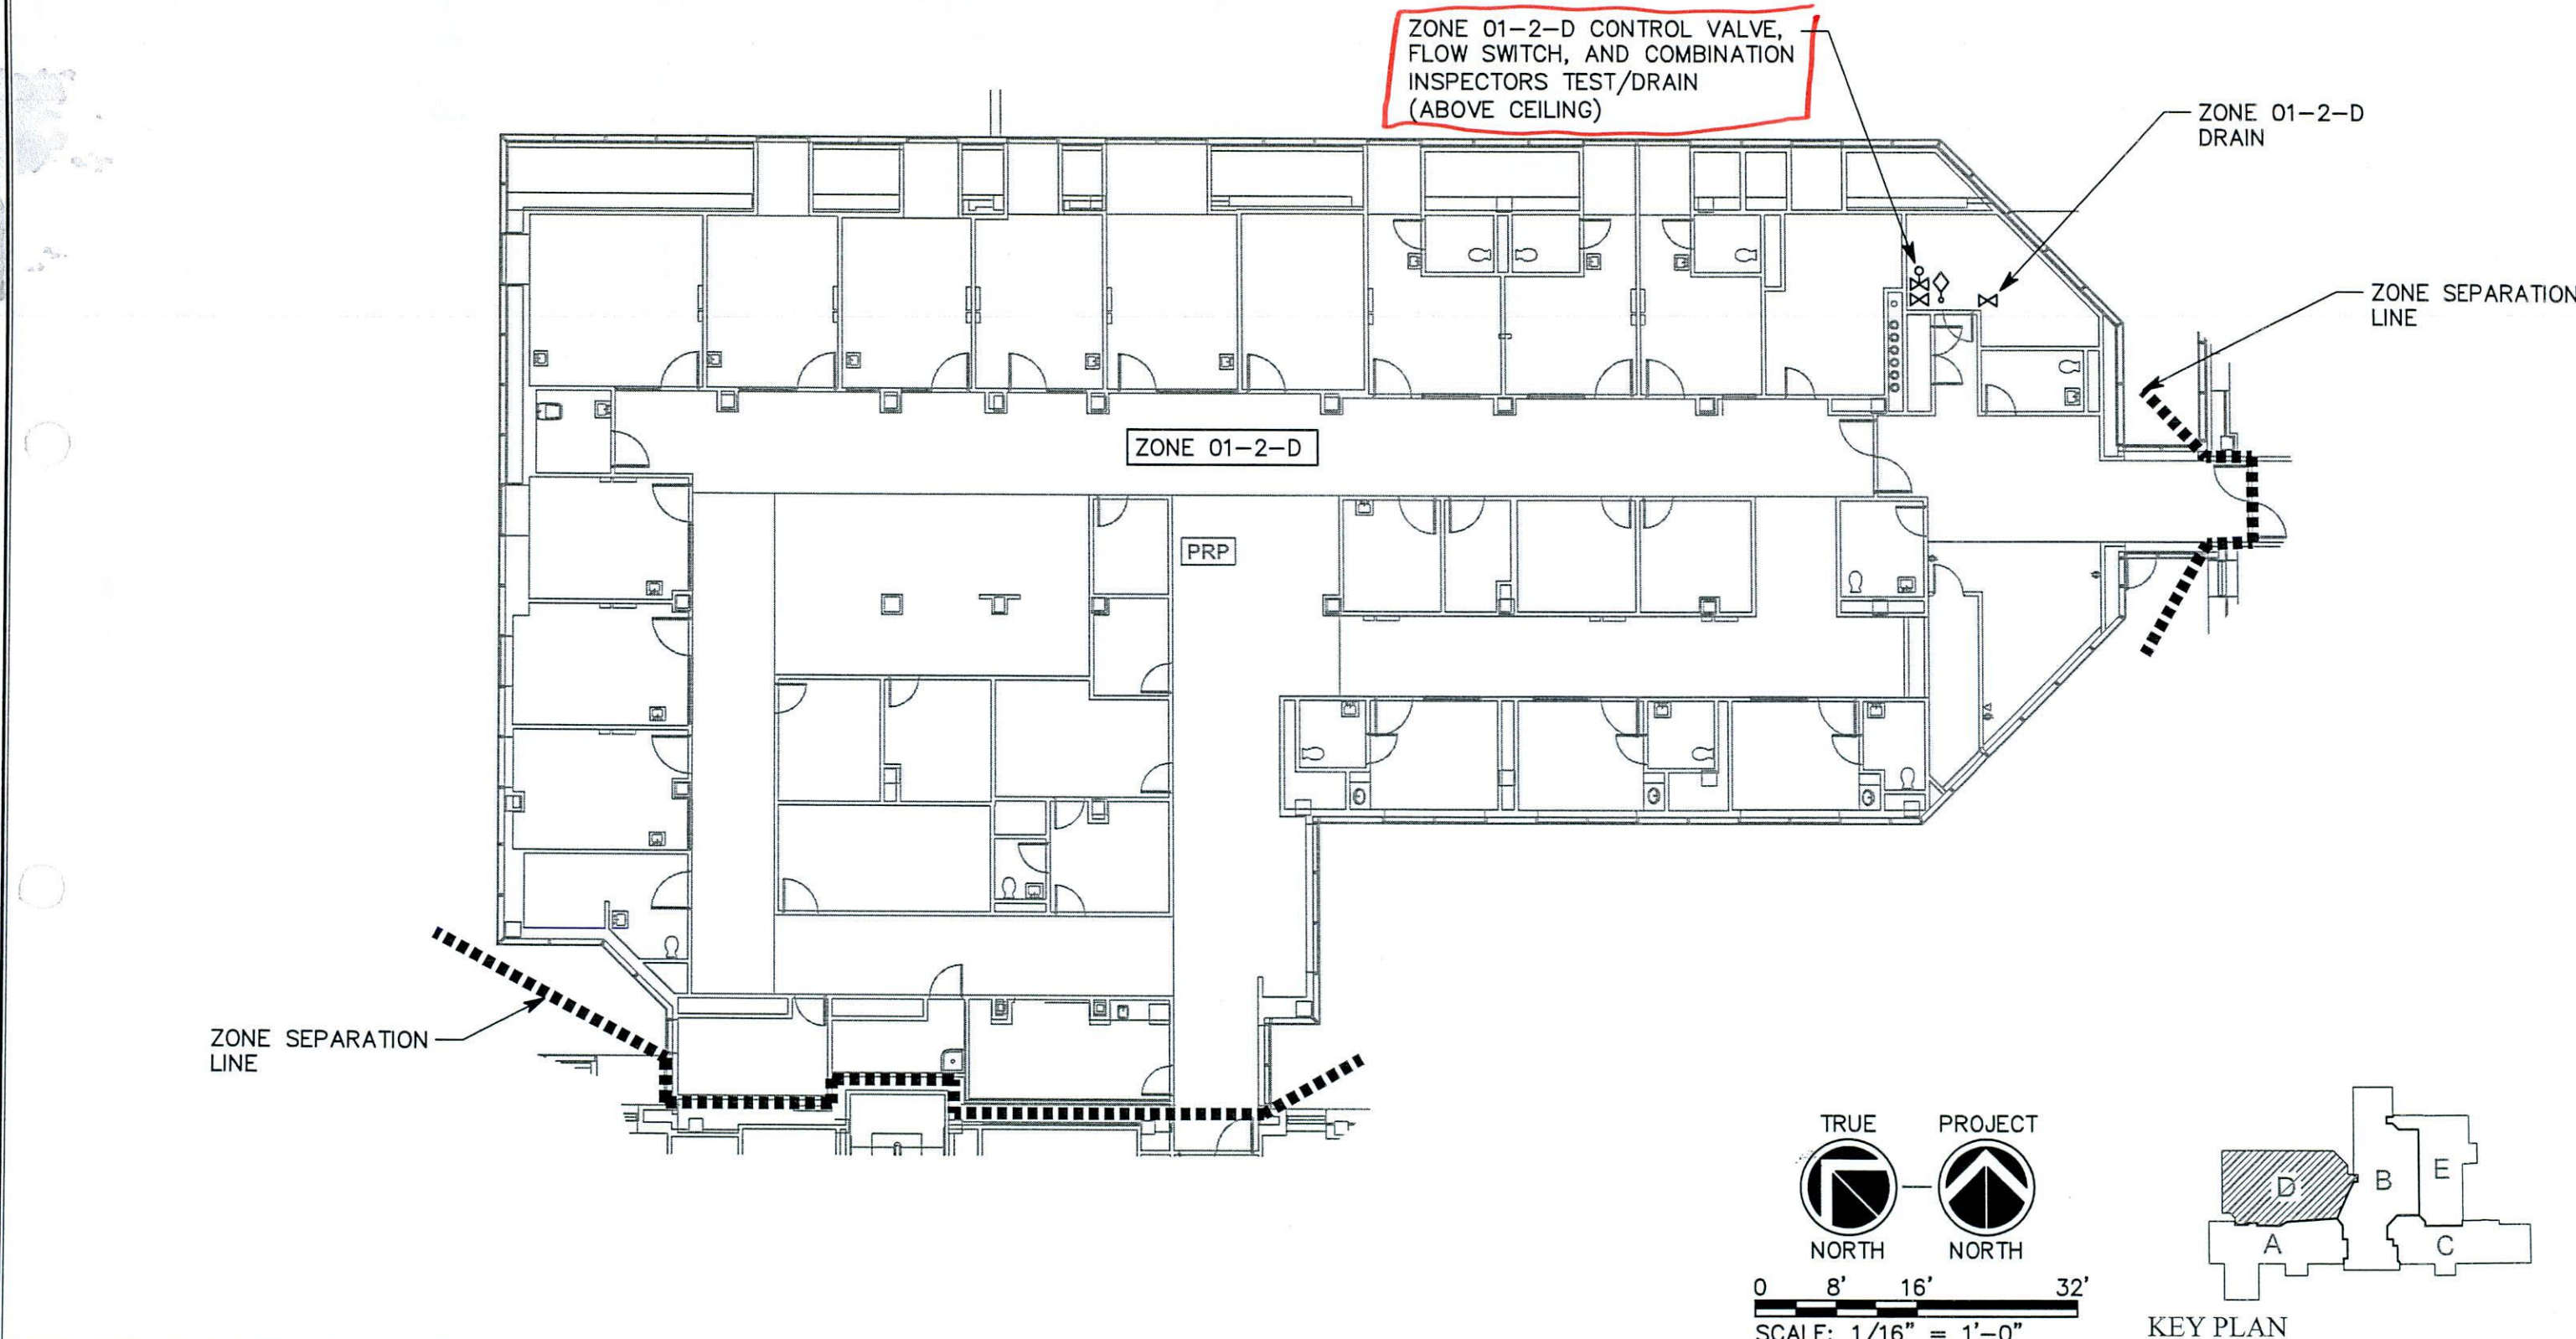 ZONE 01-2-D CONTROL VALVE,
FLOW SWITCH, AND COMBINATION
INSPECTORS TEST/DRAIN
(ABOVE CEILING)
ZONE 01-2-D
DRAIN
ZONE SEPARATION
LINE
ZONE 01-2-D
PRP
ZONE SEPARATION
LINE
TRUE
NORTH
PROJECT
NORTH
0 8' 16' 32'
SCALE: 1/16" = 1'-0"
D
B
E
A
C
KEY PLAN